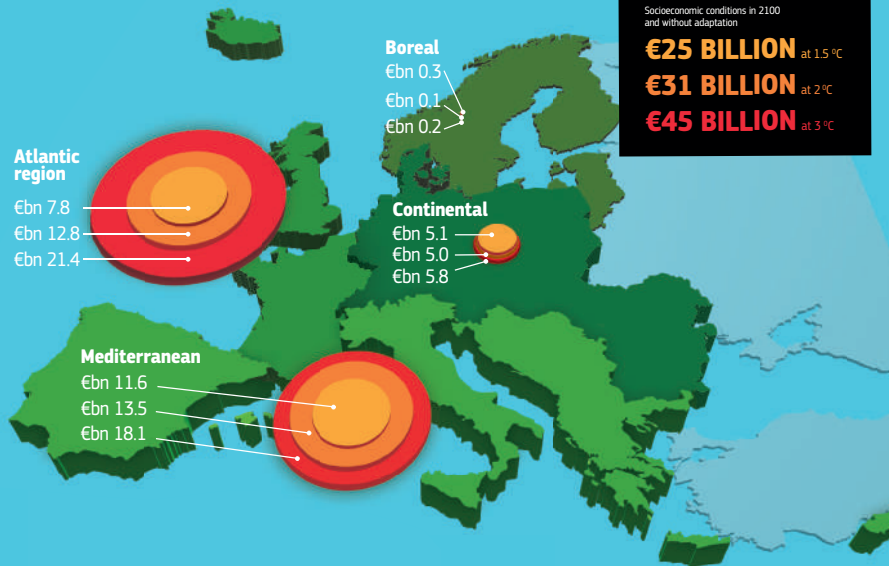 Socioeconomic conditions in 2100
and without adaptation
€25 BILLION at 1.5 ºC
€31 BILLION at 2 ºC
€45 BILLION at 3 ºC
Boreal
€bn 0.3
€bn 0.1
€bn 0.2
Atlantic
region
€bn 7.8
€bn 12.8
€bn 21.4
Continental
€bn 5.1
€bn 5.0
€bn 5.8
Mediterranean
€bn 11.6
€bn 13.5
€bn 18.1